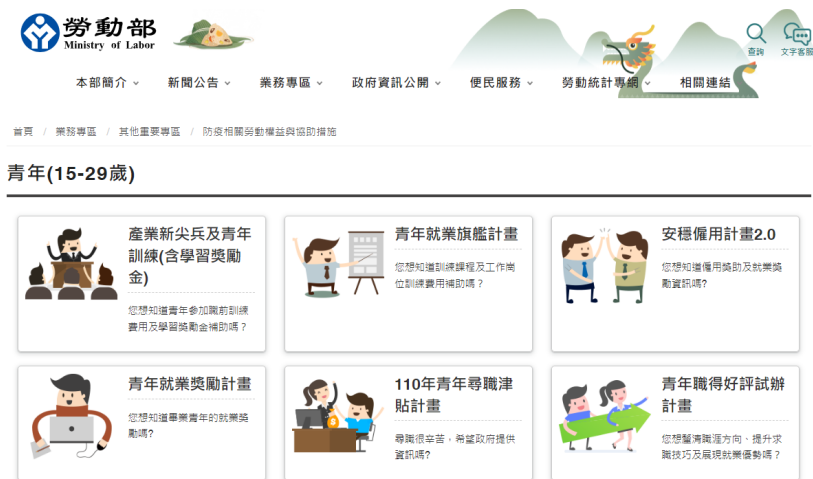 勞動部
Ministry of Labor
查詢
文字客服
本部簡介
新聞公告
業務專區
政府資訊公開
便民服務
勞動統計專網
相關連結
首頁 / 業務專區 / 其他重要專區 / 防疫相關勞動權益與協助措施
青年(15-29歲)
產業新尖兵及青年
訓練(含學習獎勵
金)
您想知道青年參加職前訓練
費用及學習獎勵金補助嗎？
青年就業旗艦計畫
您想知道訓練課程及工作崗
位訓練費用補助嗎？
安穩僱用計畫2.0
您想知道僱用獎助及就業獎
勵資訊嗎?
青年就業獎勵計畫
您想知道畢業青年的就業獎
勵嗎?
110年青年尋職津
貼計畫
尋職很辛苦，希望政府提供
資訊嗎?
青年職得好評試辦
計畫
您想釐清職涯方向、提升求
職技巧及展現就業優勢嗎？